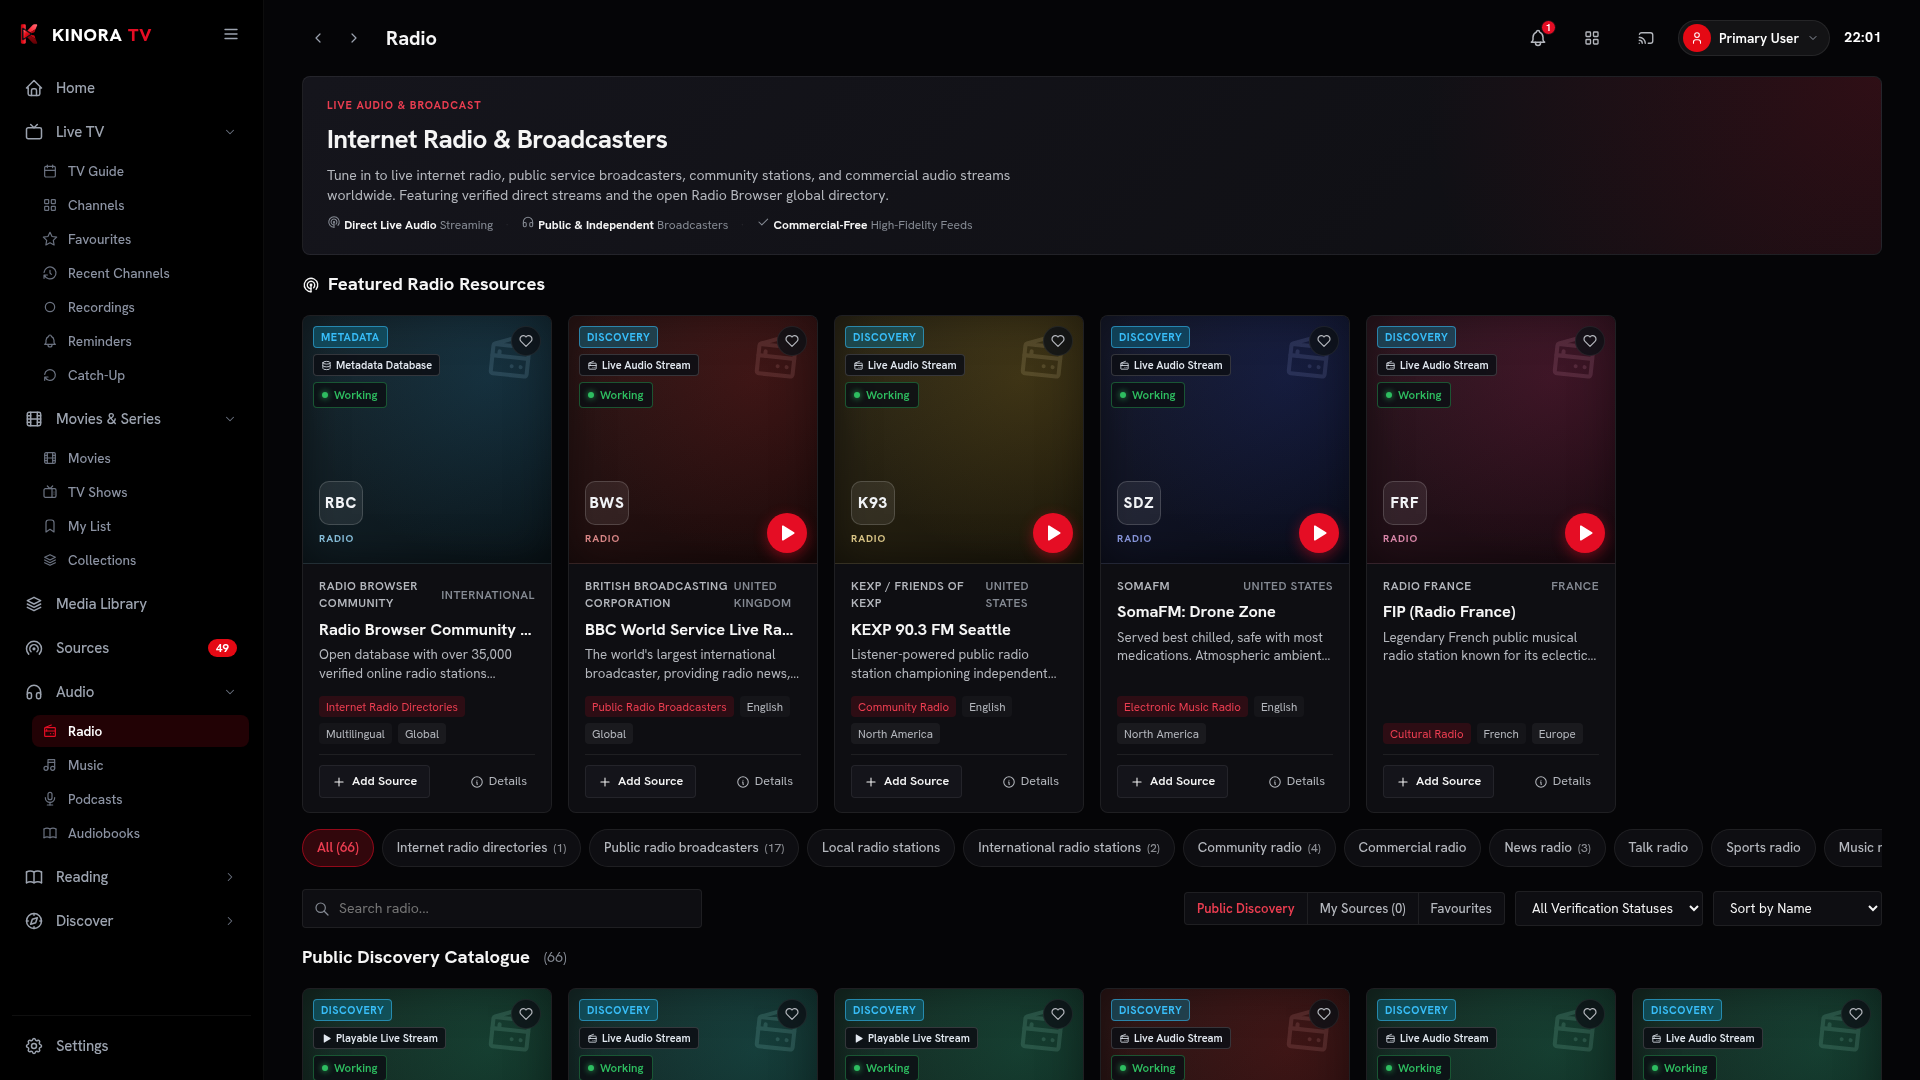 KINORA TV
Home
Live TV
TV Guide
Channels
Favourites
Recent Channels
Recordings
Reminders
Catch-Up
Movies & Series
Movies
TV Shows
My List
Collections
Media Library
Sources 49
Audio
Radio
Music
Podcasts
Audiobooks
Reading
Discover
Settings
Radio
1
Primary User
22:01
LIVE AUDIO & BROADCAST
Internet Radio & Broadcasters
Tune in to live internet radio, public service broadcasters, community stations, and commercial audio streams
worldwide. Featuring verified direct streams and the open Radio Browser global directory.
Direct Live Audio Streaming · Public & Independent Broadcasters · Commercial-Free High-Fidelity Feeds
Featured Radio Resources
METADATA
Metadata Database
Working
RBC
RADIO
RADIO BROWSER
COMMUNITY
INTERNATIONAL
Radio Browser Community ...
Open database with over 35,000
verified online radio stations...
Internet Radio Directories
Multilingual Global
Add Source Details
DISCOVERY
Live Audio Stream
Working
BWS
RADIO
BRITISH BROADCASTING
CORPORATION
UNITED
KINGDOM
BBC World Service Live Ra...
The world's largest international
broadcaster, providing radio news,...
Public Radio Broadcasters English
Global
Add Source Details
DISCOVERY
Live Audio Stream
Working
K93
RADIO
KEXP / FRIENDS OF
KEXP
UNITED
STATES
KEXP 90.3 FM Seattle
Listener-powered public radio
station championing independent...
Community Radio English
North America
Add Source Details
DISCOVERY
Live Audio Stream
Working
SDZ
RADIO
SOMAFM UNITED STATES
SomaFM: Drone Zone
Served best chilled, safe with most
medications. Atmospheric ambient...
Electronic Music Radio English
North America
Add Source Details
DISCOVERY
Live Audio Stream
Working
FRF
RADIO
RADIO FRANCE FRANCE
FIP (Radio France)
Legendary French public musical
radio station known for its eclectic...
Cultural Radio French Europe
Add Source Details
All (66) Internet radio directories (1) Public radio broadcasters (17) Local radio stations International radio stations (2) Community radio (4) Commercial radio News radio (3) Talk radio Sports radio Music r
Search radio...
Public Discovery My Sources (0) Favourites All Verification Statuses Sort by Name
Public Discovery Catalogue (66)
DISCOVERY
Playable Live Stream
Working
DISCOVERY
Live Audio Stream
Working
DISCOVERY
Playable Live Stream
Working
DISCOVERY
Live Audio Stream
Working
DISCOVERY
Live Audio Stream
Working
DISCOVERY
Live Audio Stream
Working